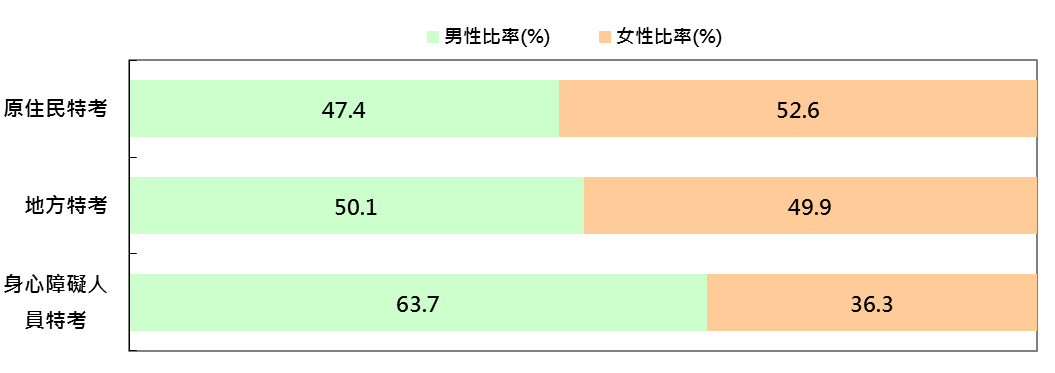 男性比率(%) 女性比率(%)
原住民特考 47.4 52.6
地方特考 50.1 49.9
身心障礙人
員特考 63.7 36.3